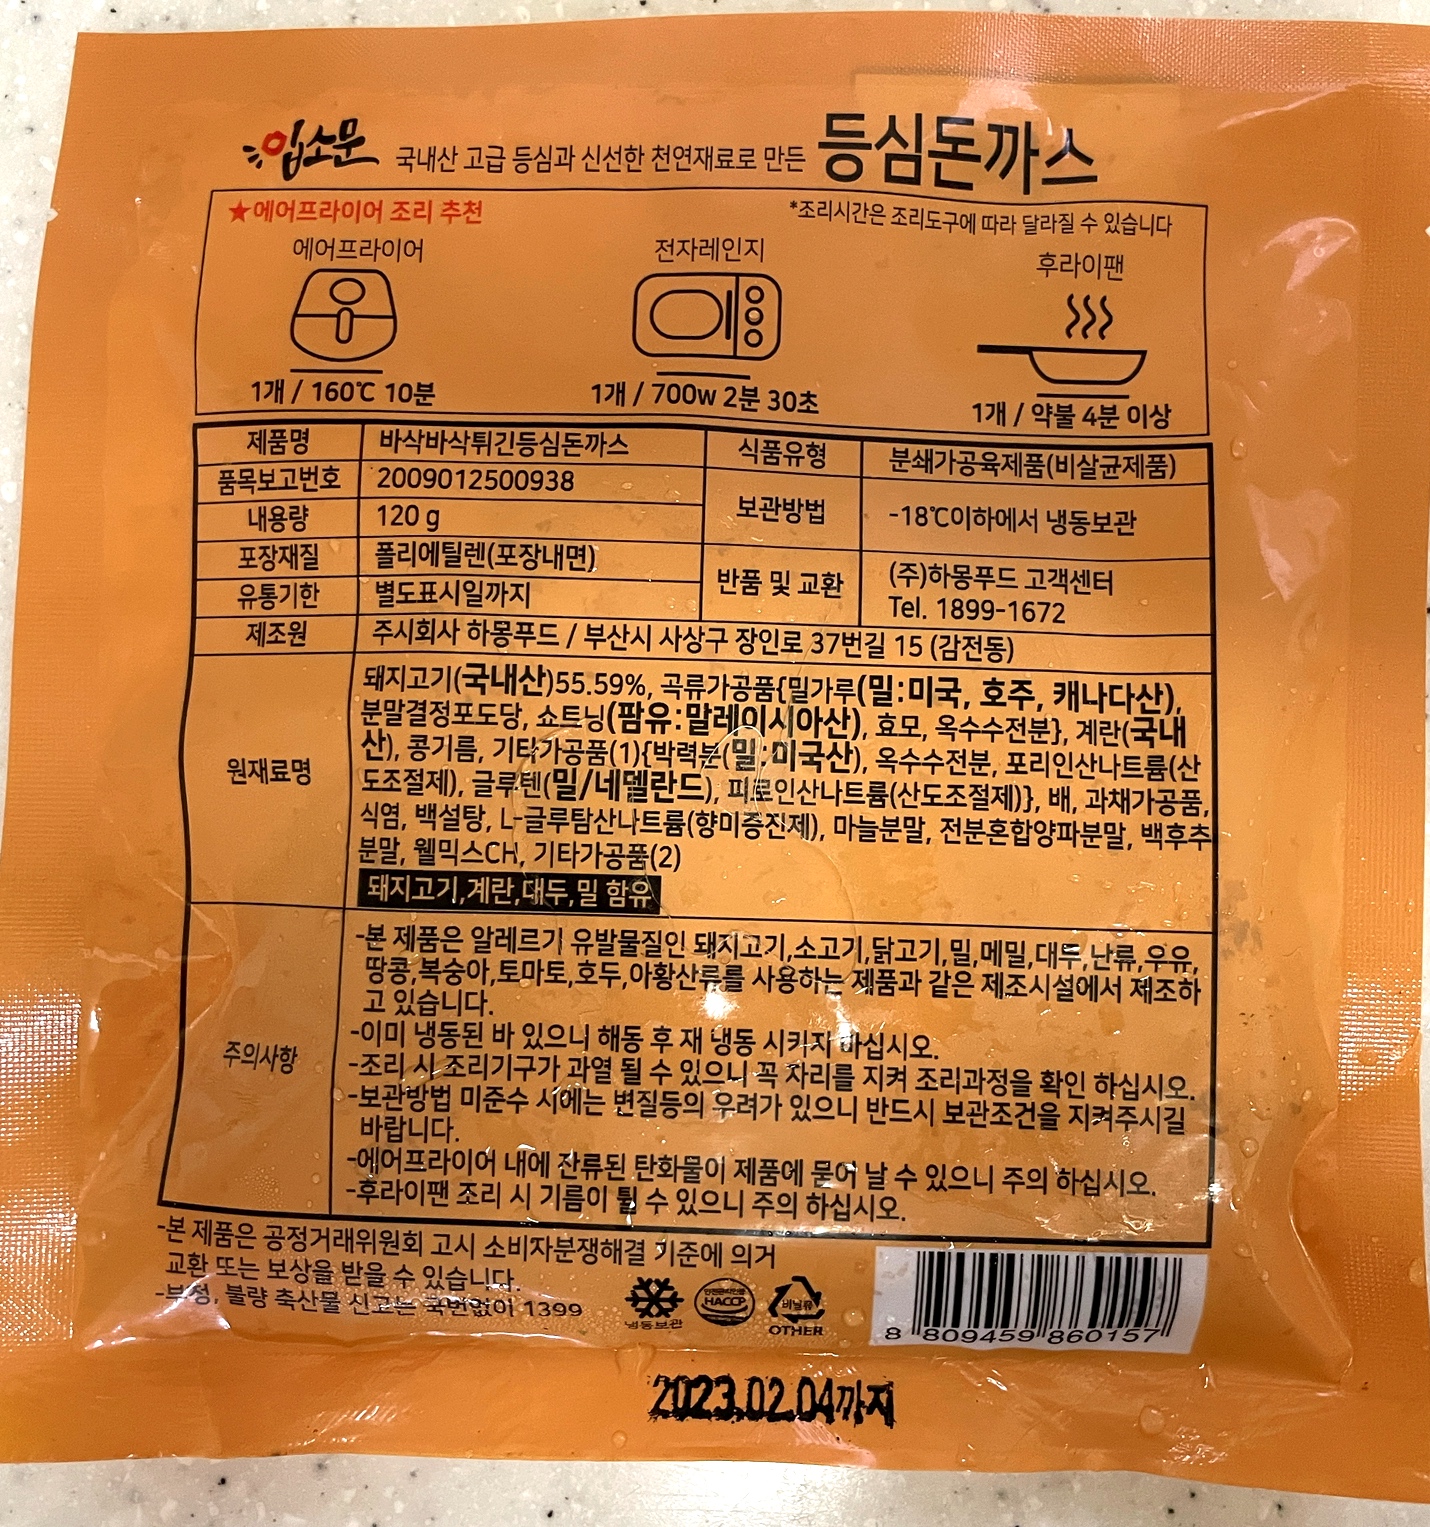 입소문 국내산 고급 등심과 신선한 천연재료로 만든 등심돈까스
★에어프라이어 조리 추천
*조리시간은 조리도구에 따라 달라질 수 있습니다
에어프라이어
전자레인지
후라이팬
1개 / 160℃ 10분
1개 / 700w 2분 30초
1개 / 약불 4분 이상
제품명 바삭바삭튀긴등심돈까스
식품유형 분쇄가공육제품(비살균제품)
품목보고번호 2009012500938
내용량 120 g
보관방법 -18℃이하에서 냉동보관
포장재질 폴리에틸렌(포장내면)
유통기한 별도표시일까지
반품 및 교환 (주)하몽푸드 고객센터
Tel. 1899-1672
제조원 주시회사 하몽푸드 / 부산시 사상구 장인로 37번길 15 (감전동)
원재료명
돼지고기(국내산)55.59%, 곡류가공품{밀가루(밀:미국, 호주, 캐나다산),
분말결정포도당, 쇼트닝(팜유:말레이시아산), 효모, 옥수수전분}, 계란(국내
산), 콩기름, 기타가공품(1){박력분(밀:미국산), 옥수수전분, 포리인산나트륨(산
도조절제), 글루텐(밀/네델란드), 피로인산나트륨(산도조절제)}, 배, 과채가공품,
식염, 백설탕, L-글루탐산나트륨(향미증진제), 마늘분말, 전분혼합양파분말, 백후추
분말, 웰믹스CH, 기타가공품(2)
돼지고기,계란,대두,밀 함유
주의사항
-본 제품은 알레르기 유발물질인 돼지고기,소고기,닭고기,밀,메밀,대두,난류,우유,
땅콩,복숭아,토마토,호두,아황산류를 사용하는 제품과 같은 제조시설에서 제조하
고 있습니다.
-이미 냉동된 바 있으니 해동 후 재 냉동 시키지 마십시오.
-조리 시 조리기구가 과열 될 수 있으니 꼭 자리를 지켜 조리과정을 확인 하십시오.
-보관방법 미준수 시에는 변질등의 우려가 있으니 반드시 보관조건을 지켜주시길
바랍니다.
-에어프라이어 내에 잔류된 탄화물이 제품에 묻어 날 수 있으니 주의 하십시오.
-후라이팬 조리 시 기름이 튈 수 있으니 주의 하십시오.
-본 제품은 공정거래위원회 고시 소비자분쟁해결 기준에 의거
교환 또는 보상을 받을 수 있습니다.
-부정, 불량 축산물 신고는 국번없이 1399
냉동보관
HACCP
비닐류
OTHER
8 809459 860157
2023.02.04까지